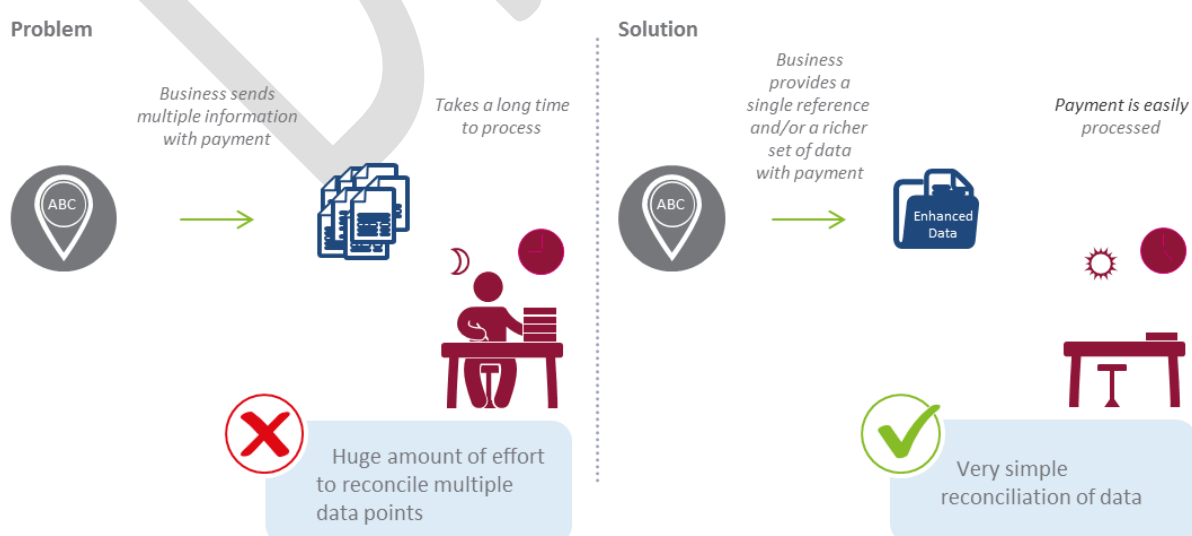 Problem
Business sends
multiple information
with payment
Takes a long time
to process
ABC
Huge amount of effort
to reconcile multiple
data points
Solution
Business
provides a
single reference
and/or a richer
set of data
with payment
Payment is easily
processed
ABC
Enhanced
Data
Very simple
reconciliation of data